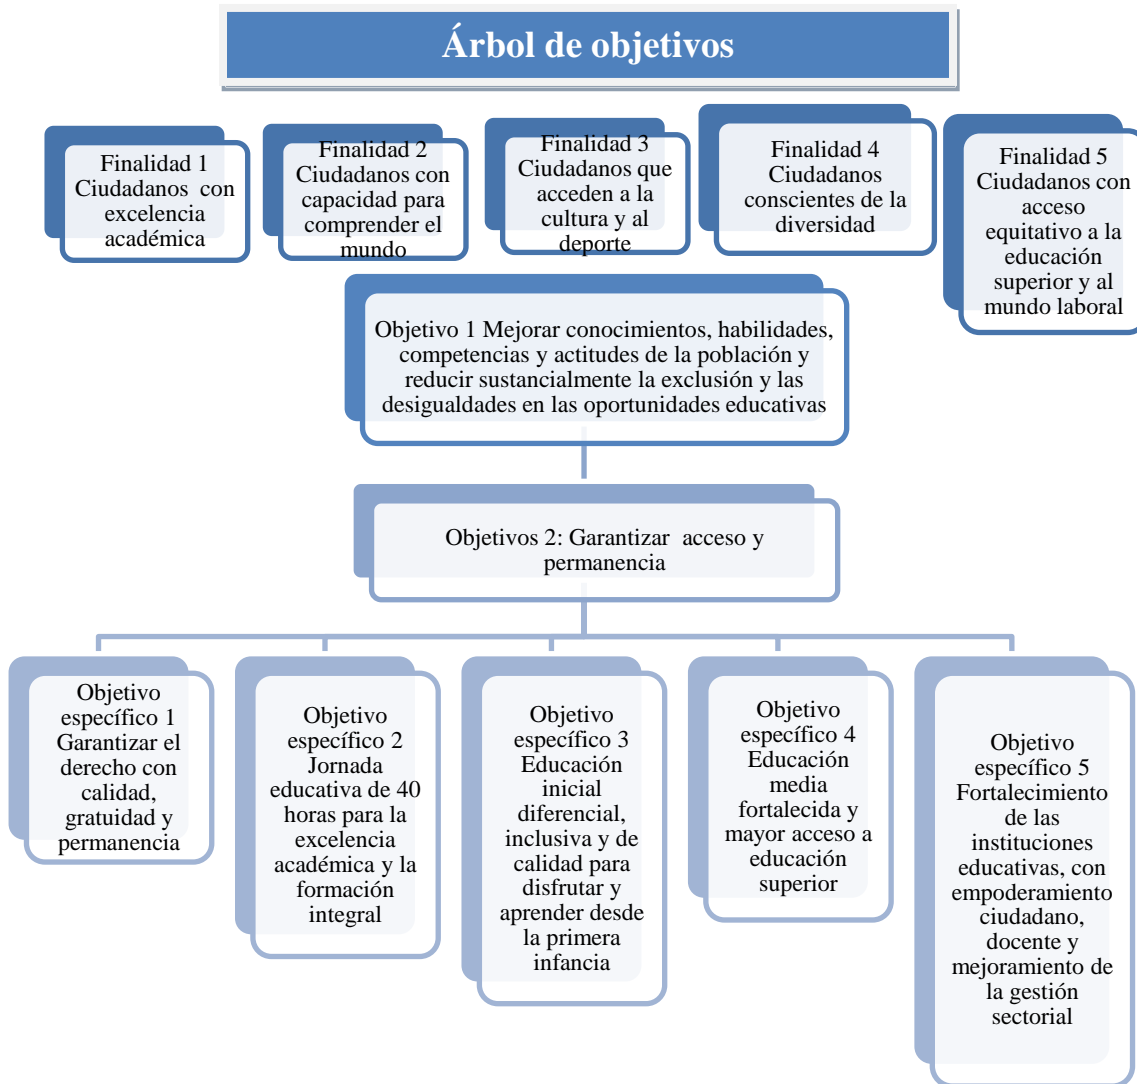 Árbol de objetivos
Finalidad 1
Ciudadanos con
excelencia
académica
Finalidad 2
Ciudadanos con
capacidad para
comprender el
mundo
Finalidad 3
Ciudadanos que
acceden a la
cultura y al
deporte
Finalidad 4
Ciudadanos
conscientes de la
diversidad
Finalidad 5
Ciudadanos con
acceso
equitativo a la
educación
superior y al
mundo laboral
Objetivo 1 Mejorar conocimientos, habilidades,
competencias y actitudes de la población y
reducir sustancialmente la exclusión y las
desigualdades en las oportunidades educativas
Objetivos 2: Garantizar acceso y
permanencia
Objetivo
específico 1
Garantizar el
derecho con
calidad,
gratuidad y
permanencia
Objetivo
específico 2
Jornada
educativa de 40
horas para la
excelencia
académica y la
formación
integral
Objetivo
específico 3
Educación
inicial
diferencial,
inclusiva y de
calidad para
disfrutar y
aprender desde
la primera
infancia
Objetivo
específico 4
Educación
media
fortalecida y
mayor acceso a
educación
superior
Objetivo
específico 5
Fortalecimiento
de las
instituciones
educativas, con
empoderamiento
ciudadano,
docente y
mejoramiento de
la gestión
sectorial